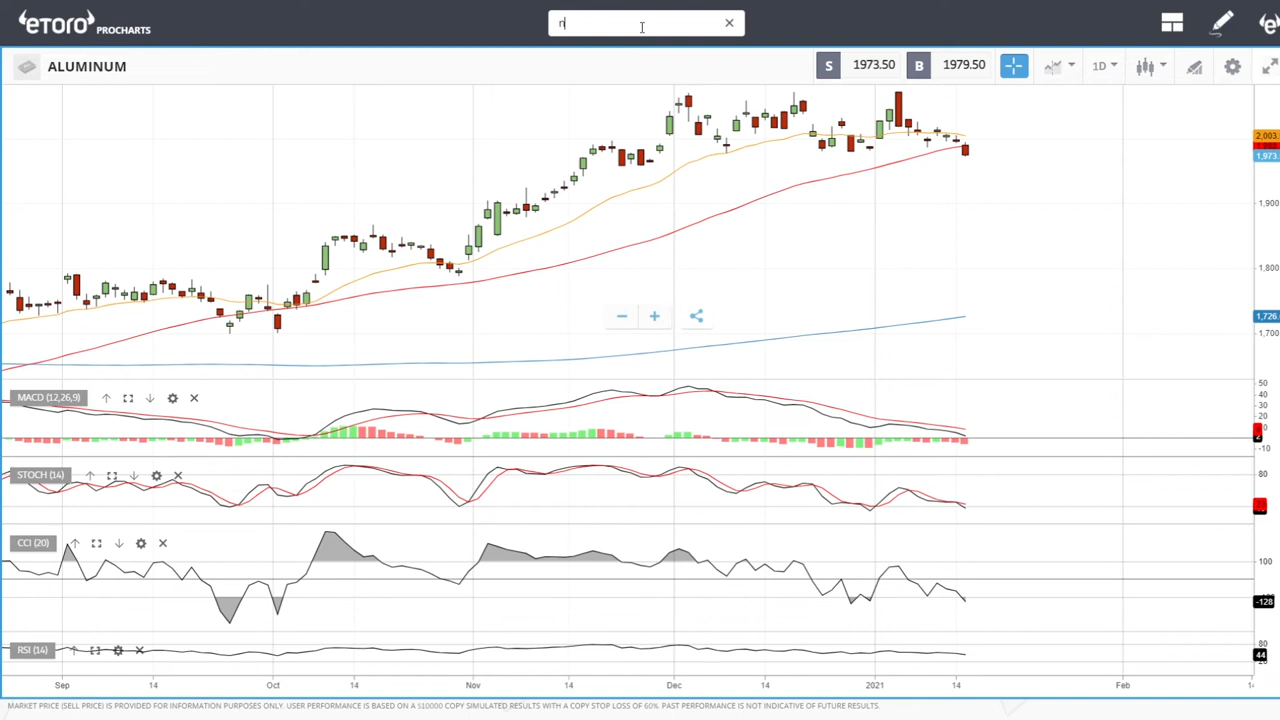 eTORO PROCHARTS
n
ALUMINUM
S 1973.50 B 1979.50 1D
2,003.
1,973.
1,900
1,800
1,726.
1,700
MACD (12,26,9)
50
40
30
20
10
0
2
-10
STOCH (14)
80
CCI (20)
100
-128
RSI (14)
80
44
20
Sep 14 Oct 14 Nov 14 Dec 14 2021 14 Feb
MARKET PRICE (SELL PRICE) IS PROVIDED FOR INFORMATION PURPOSES ONLY. USER PERFORMANCE IS BASED ON A $10000 COPY SIMULATED RESULTS WITH A COPY STOP LOSS OF 60%. PAST PERFORMANCE IS NOT INDICATIVE OF FUTURE RESULTS.